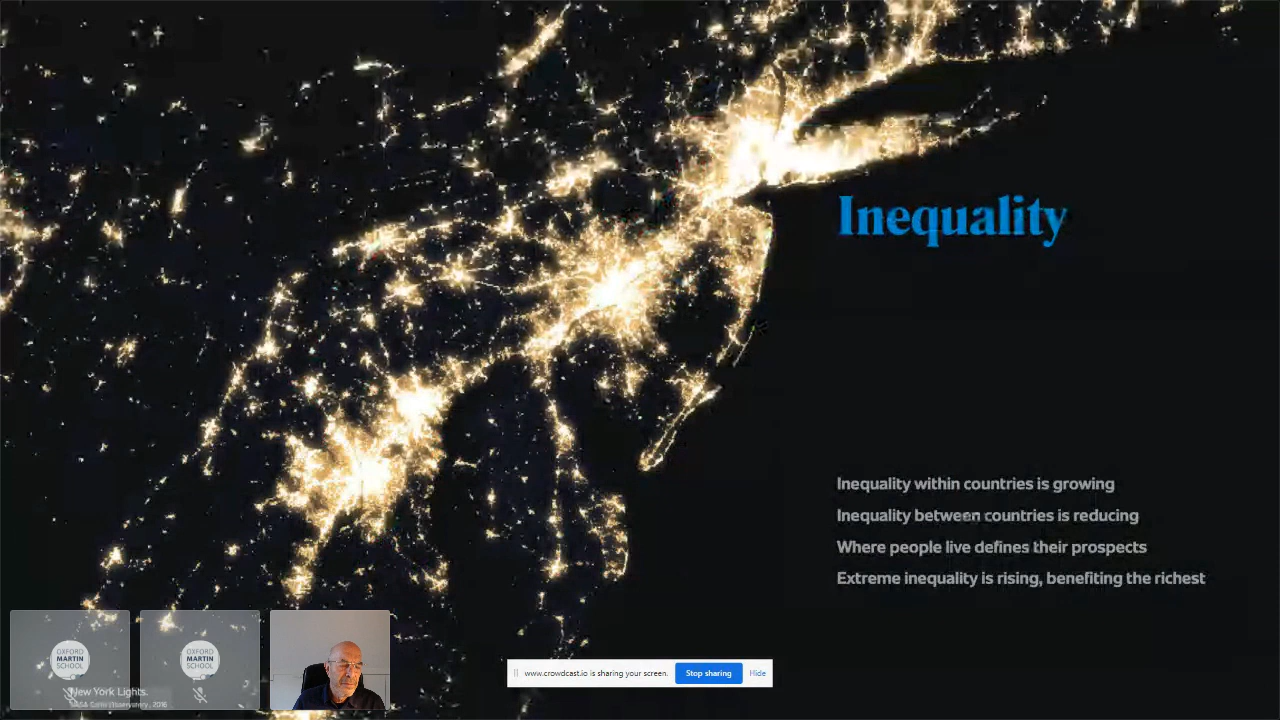 Inequality
Inequality within countries is growing
Inequality between countries is reducing
Where people live defines their prospects
Extreme inequality is rising, benefiting the richest
OXFORD
MARTIN
SCHOOL
OXFORD
MARTIN
SCHOOL
New York Lights.
Observatory, 2016
www.crowdcast.io is sharing your screen.
Stop sharing
Hide